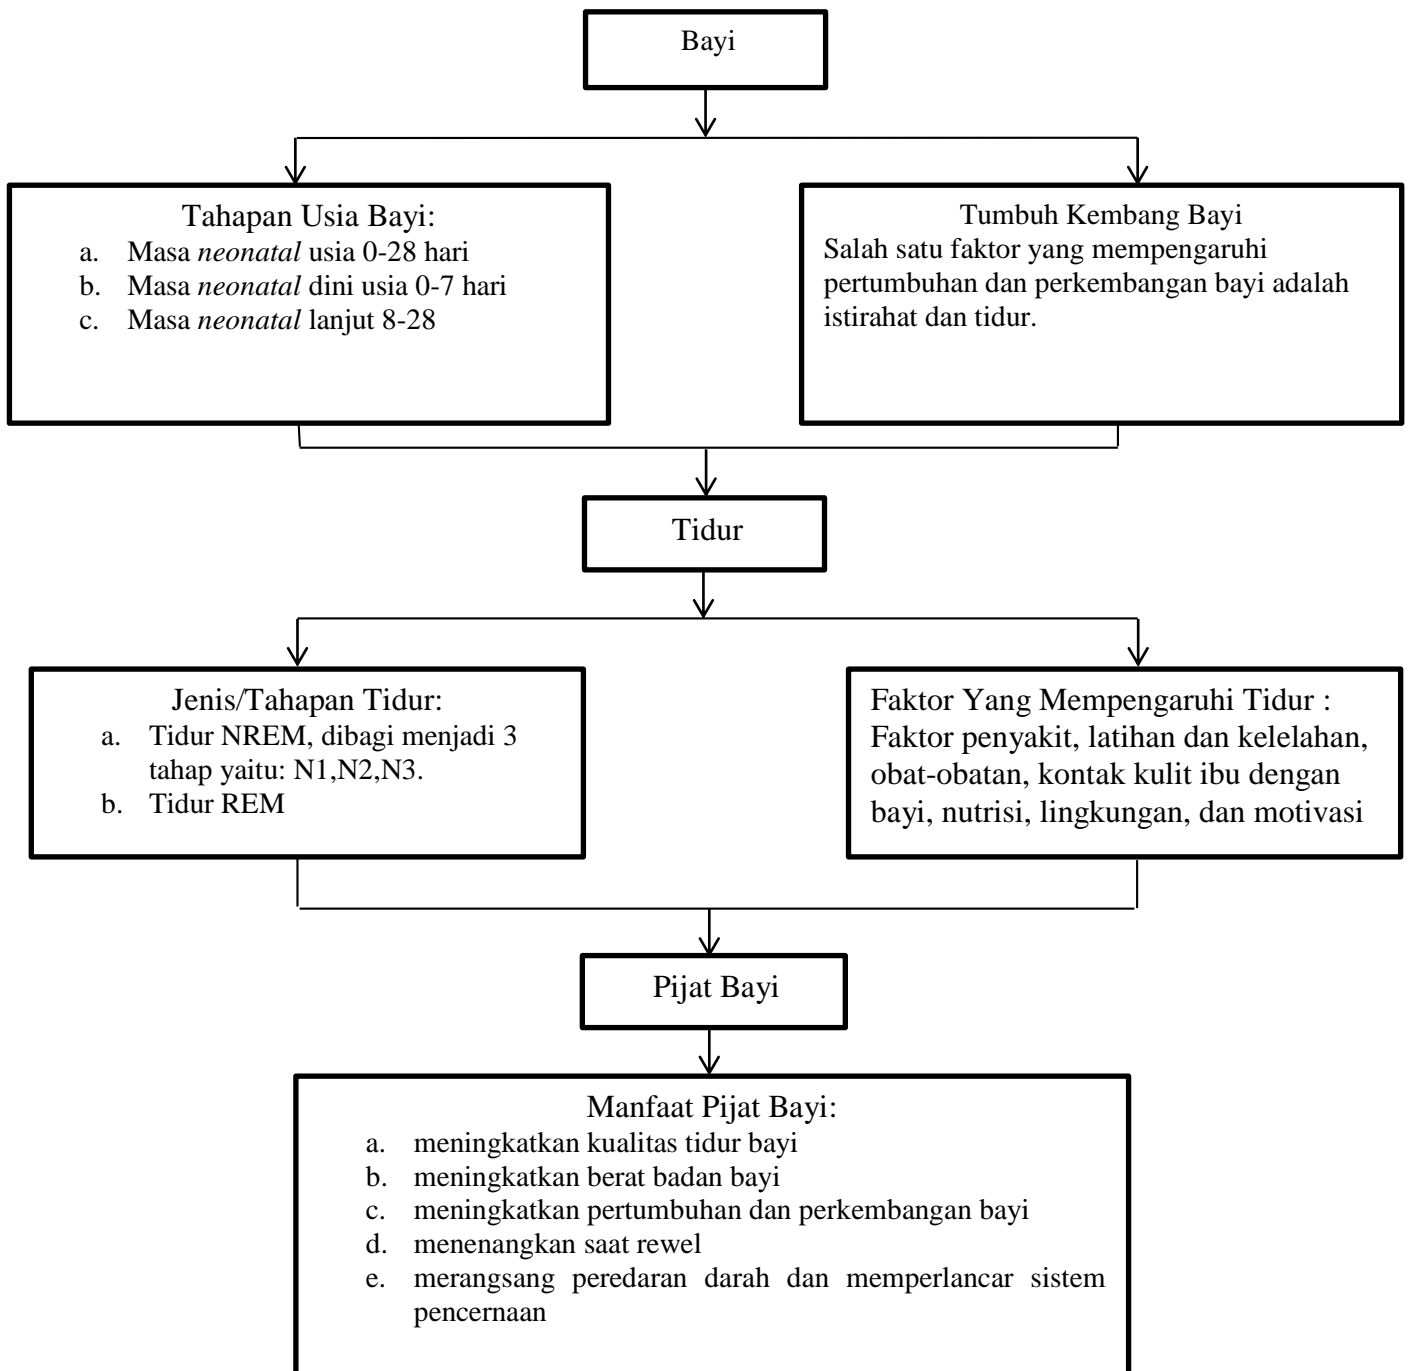 Bayi
Tahapan Usia Bayi:
a. Masa neonatal usia 0-28 hari
b. Masa neonatal dini usia 0-7 hari
c. Masa neonatal lanjut 8-28
Tumbuh Kembang Bayi
Salah satu faktor yang mempengaruhi
pertumbuhan dan perkembangan bayi adalah
istirahat dan tidur.
Tidur
Jenis/Tahapan Tidur:
a. Tidur NREM, dibagi menjadi 3
tahap yaitu: N1,N2,N3.
b. Tidur REM
Faktor Yang Mempengaruhi Tidur :
Faktor penyakit, latihan dan kelelahan,
obat-obatan, kontak kulit ibu dengan
bayi, nutrisi, lingkungan, dan motivasi
Pijat Bayi
Manfaat Pijat Bayi:
a. meningkatkan kualitas tidur bayi
b. meningkatkan berat badan bayi
c. meningkatkan pertumbuhan dan perkembangan bayi
d. menenangkan saat rewel
e. merangsang peredaran darah dan memperlancar sistem
pencernaan